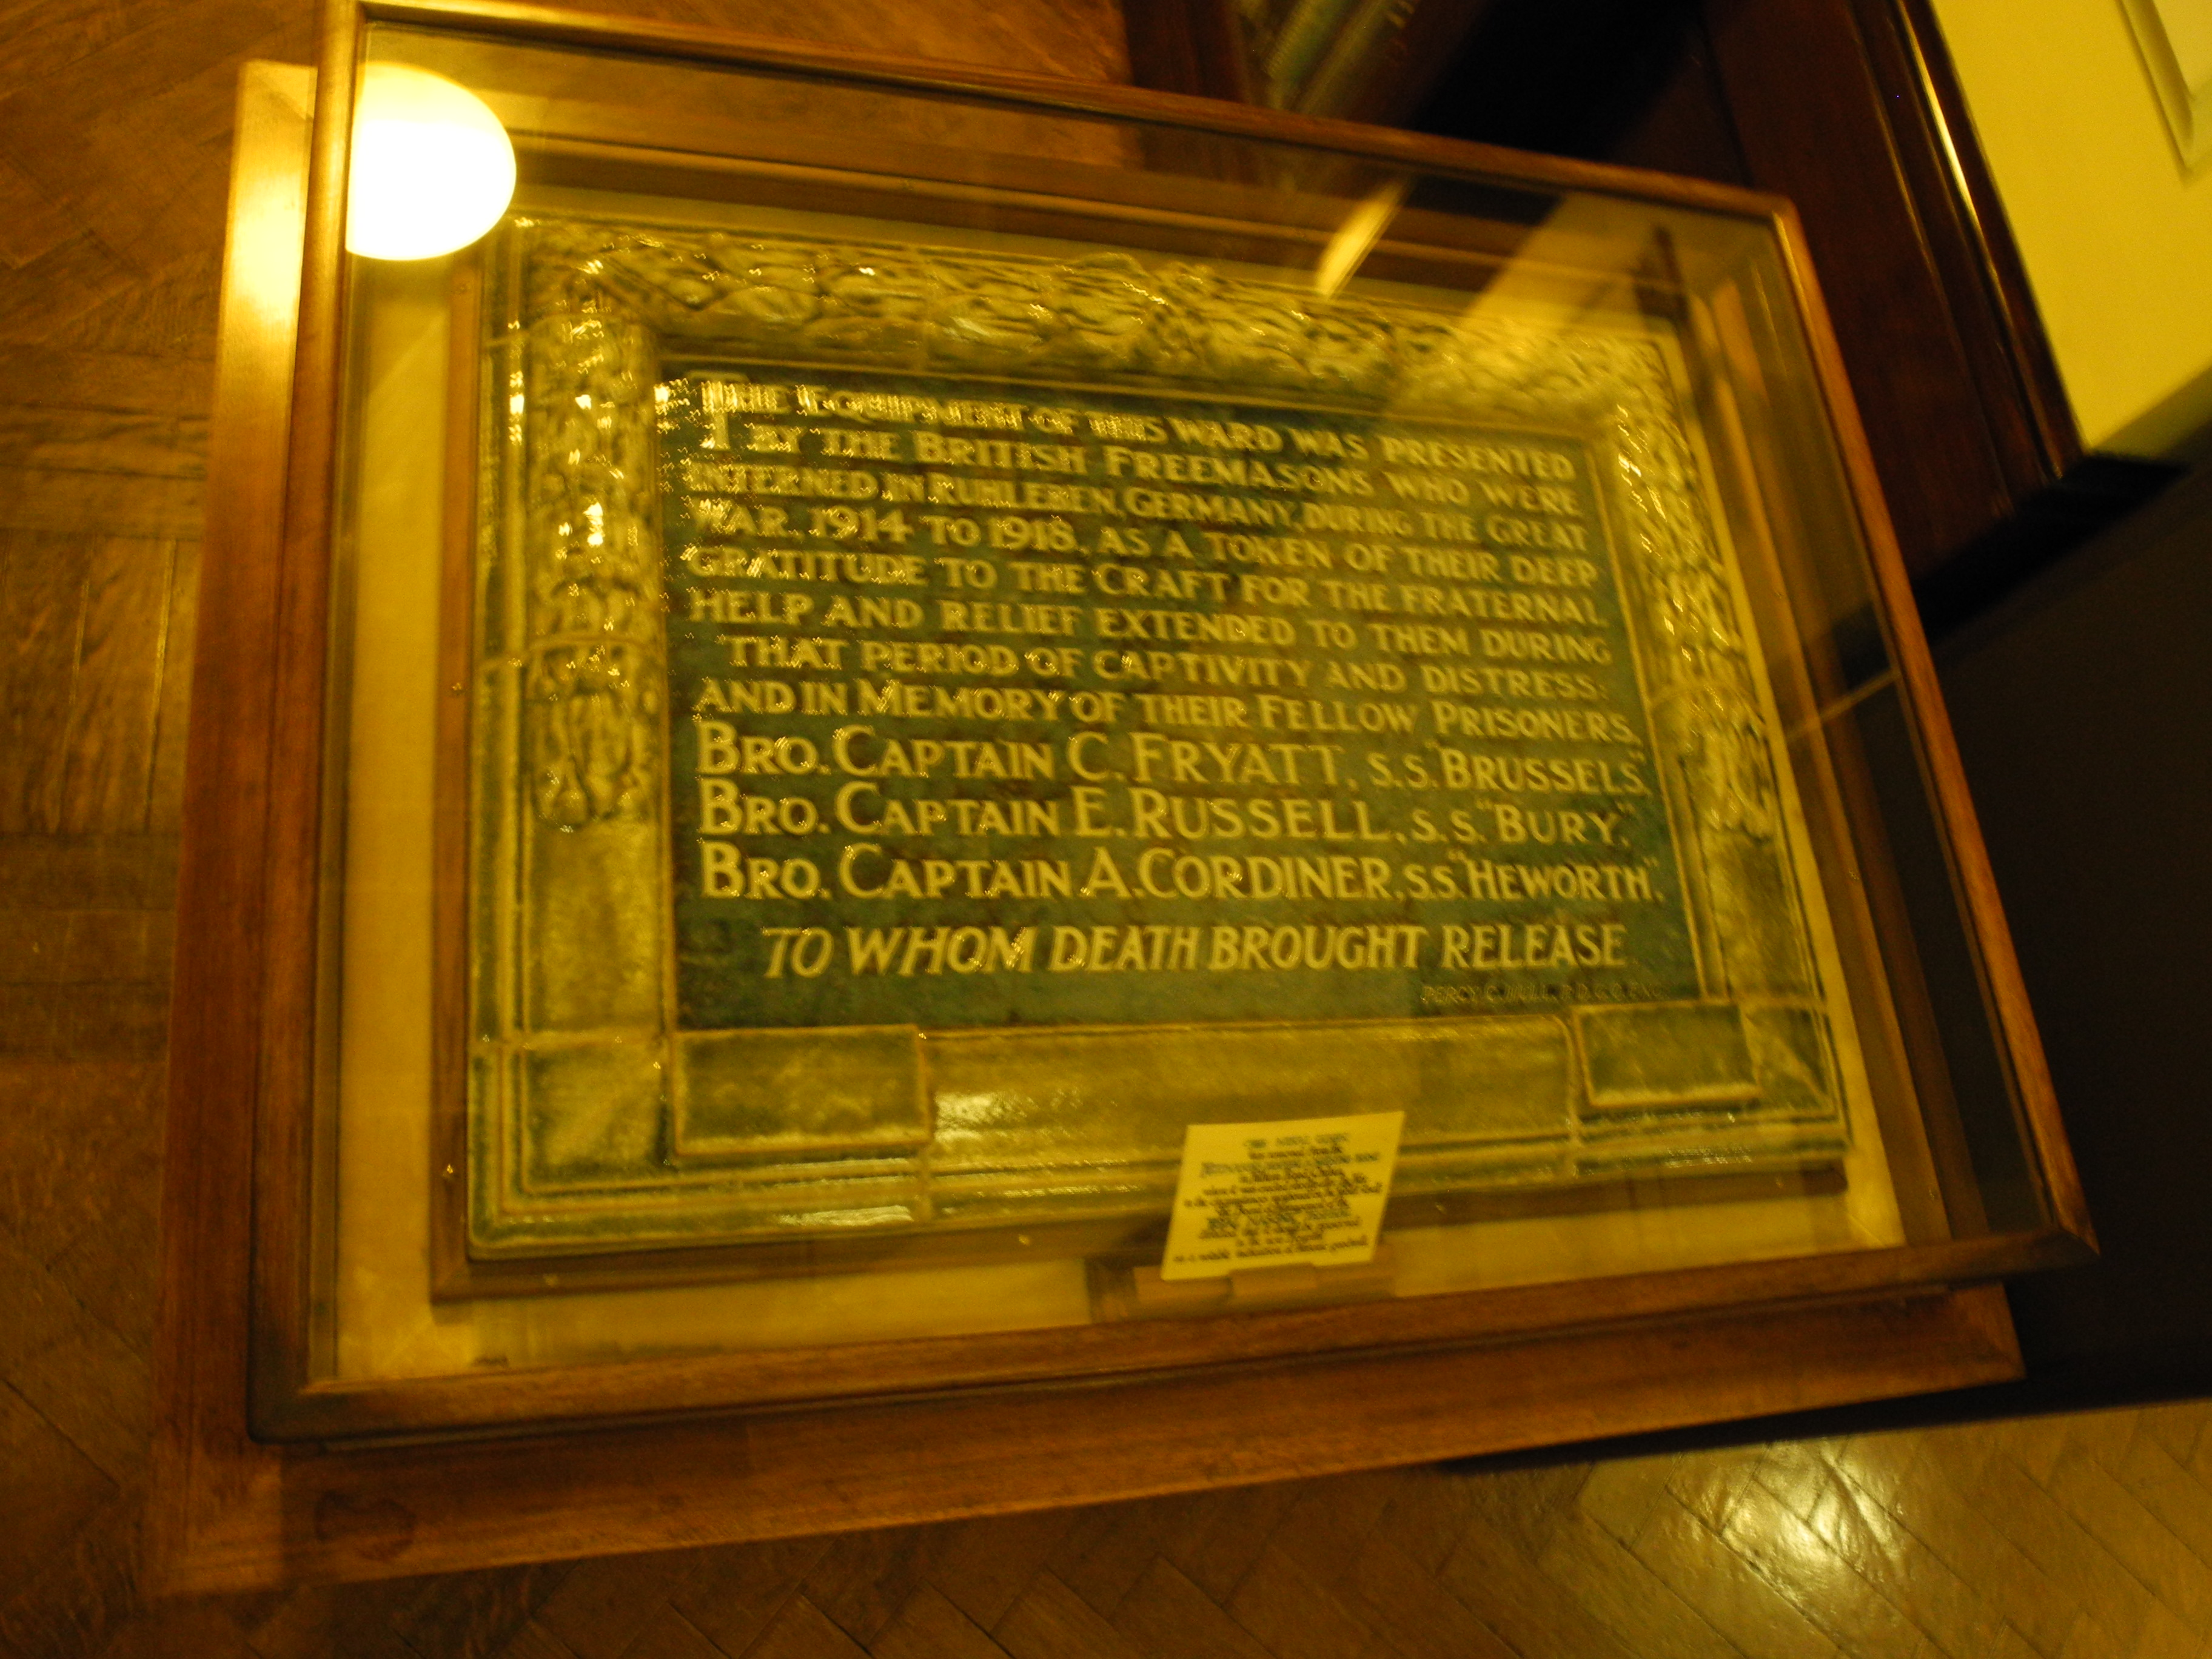 THE EQUIPMENT OF THIS WARD WAS PRESENTED
BY THE BRITISH FREEMASONS WHO WERE
INTERNED IN RUHLEBEN, GERMANY, DURING THE GREAT
WAR, 1914 TO 1918, AS A TOKEN OF THEIR DEEP
GRATITUDE TO THE CRAFT FOR THE FRATERNAL
HELP AND RELIEF EXTENDED TO THEM DURING
THAT PERIOD OF CAPTIVITY AND DISTRESS:
AND IN MEMORY OF THEIR FELLOW PRISONERS,
BRO. CAPTAIN C. FRYATT, S.S. "BRUSSELS",
BRO. CAPTAIN E. RUSSELL, S.S. "BURY",
BRO. CAPTAIN A. CORDINER, S.S. "HEWORTH",
TO WHOM DEATH BROUGHT RELEASE
PERCY C.